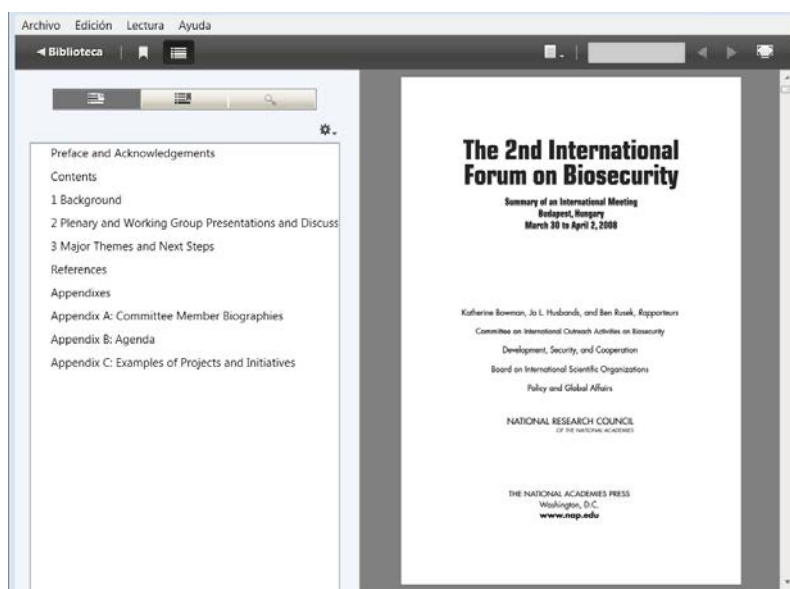 Archivo Edición Lectura Ayuda
Biblioteca
Preface and Acknowledgements
Contents
1 Background
2 Plenary and Working Group Presentations and Discuss
3 Major Themes and Next Steps
References
Appendixes
Appendix A: Committee Member Biographies
Appendix B: Agenda
Appendix C: Examples of Projects and Initiatives
The 2nd International
Forum on Biosecurity
Summary of an International Meeting
Budapest, Hungary
March 30 to April 2, 2008
Katherine Bowman, Jo L. Husbands, and Ben Rusek, Rapporteurs
Committee on International Outreach Activities on Biosecurity
Development, Security, and Cooperation
Board on International Scientific Organizations
Policy and Global Affairs
NATIONAL RESEARCH COUNCIL
OF THE NATIONAL ACADEMIES
THE NATIONAL ACADEMIES PRESS
Washington, D.C.
www.nap.edu